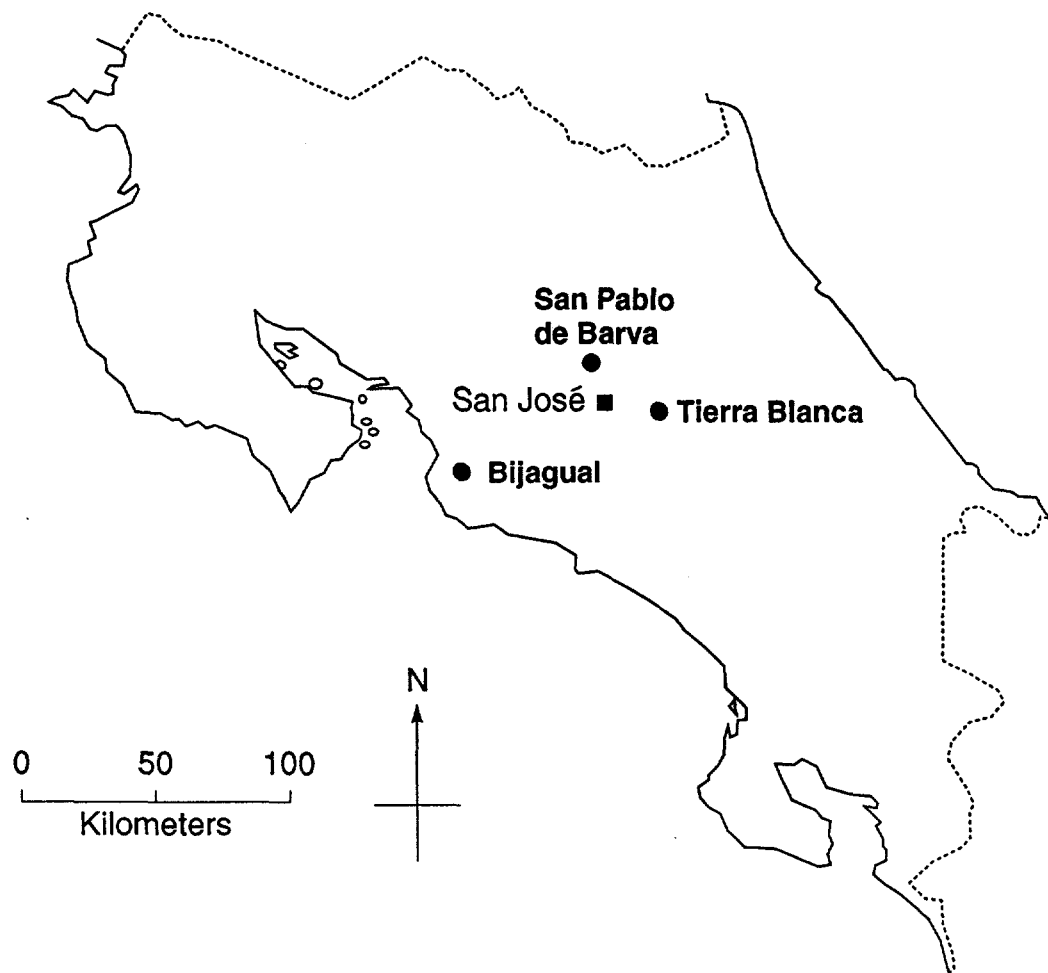 San Pablo
de Barva
San José
Tierra Blanca
Bijagual
N
0 50 100
Kilometers